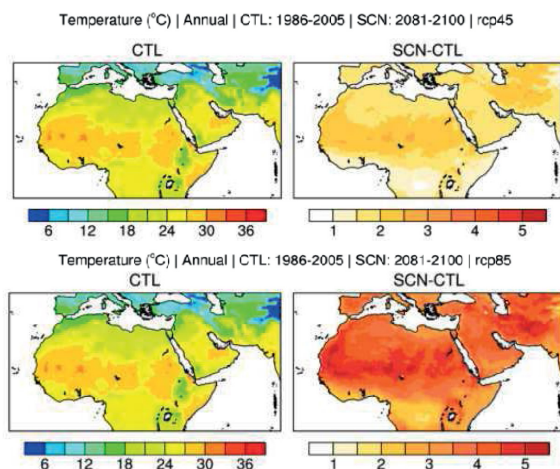 Temperature (°C) | Annual | CTL: 1986-2005 | SCN: 2081-2100 | rcp45
CTL SCN-CTL
6 12 18 24 30 36 1 2 3 4 5
Temperature (°C) | Annual | CTL: 1986-2005 | SCN: 2081-2100 | rcp85
CTL SCN-CTL
6 12 18 24 30 36 1 2 3 4 5